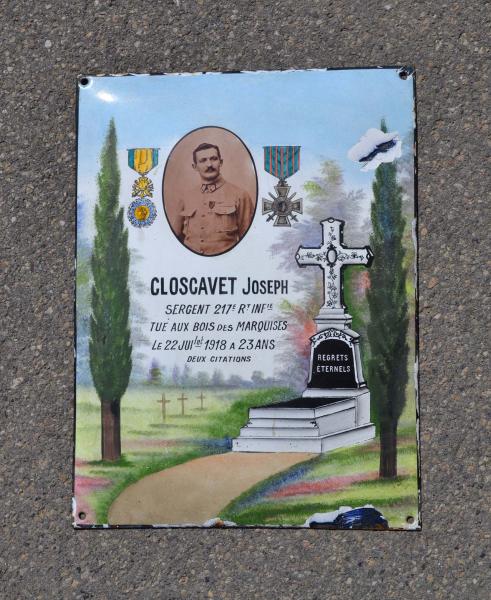 CLOSCAVET JOSEPH
SERGENT 217E RT INFIE
TUE AUX BOIS DES MARQUISES
LE 22 JUILLET 1918 A 23 ANS
DEUX CITATIONS
REGRETS
ÉTERNELS